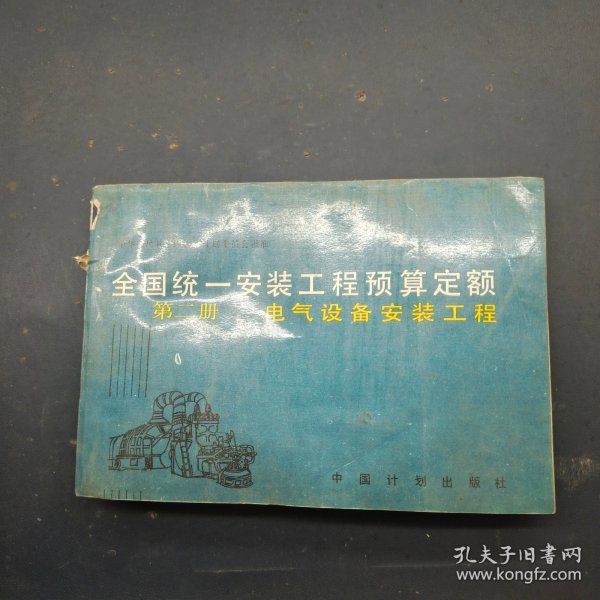 全国统一安装工程预算定额
第二册 电气设备安装工程
中国计划出版社
孔夫子旧书网
www.kongfz.com